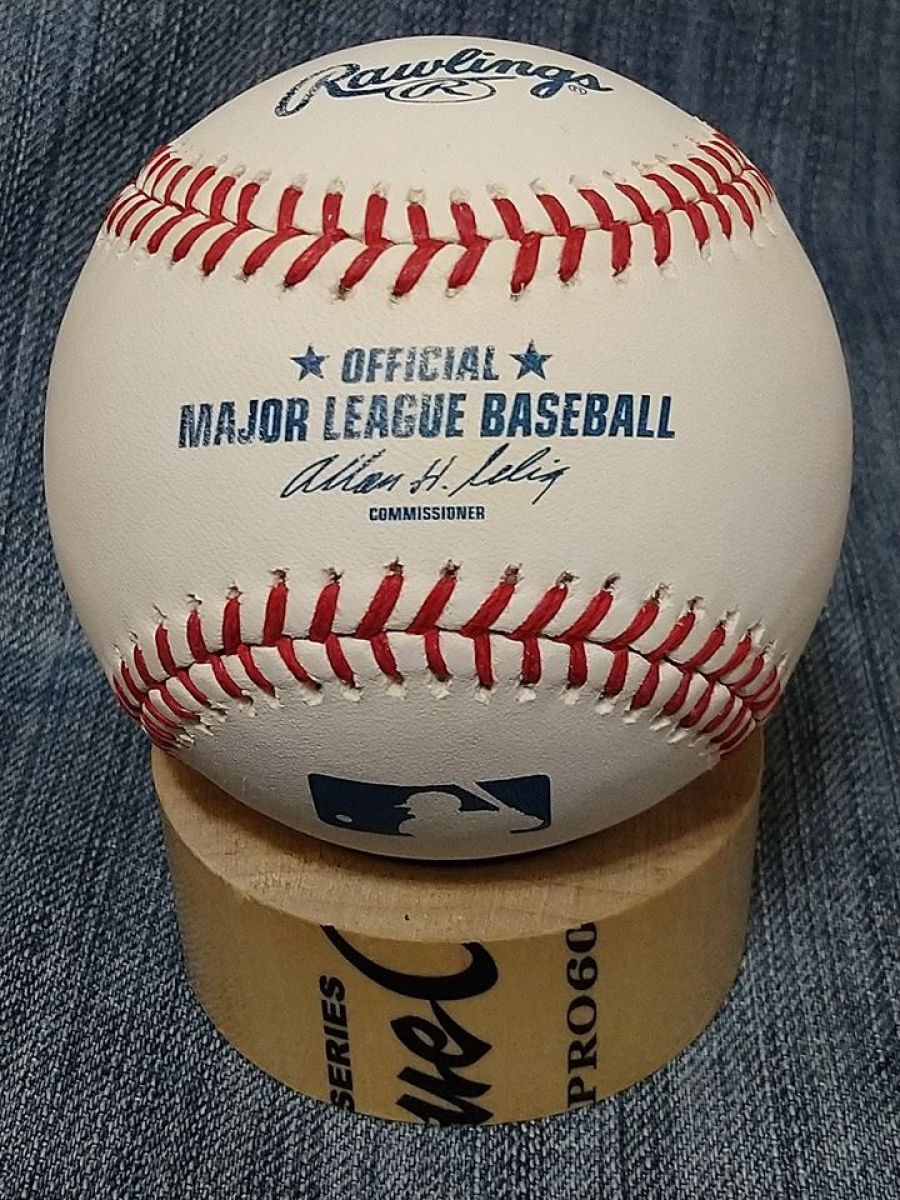 Rawlings®
R
★ OFFICIAL ★
MAJOR LEAGUE BASEBALL
Allan H. Selig
COMMISSIONER
SERIES
PRO60